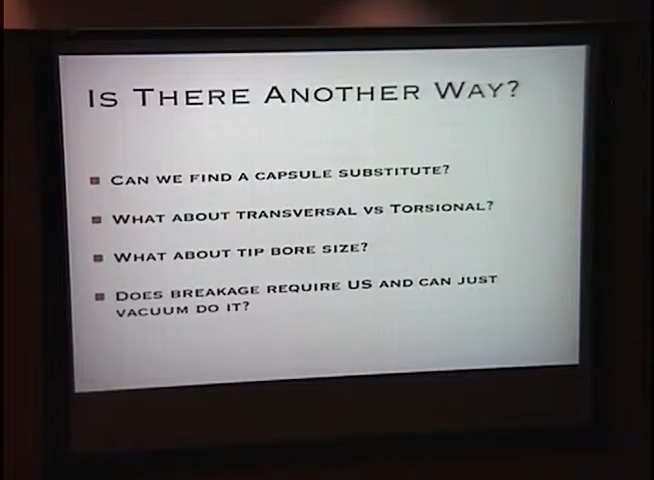 Is There Another Way?
Can we find a capsule substitute?
What about transversal vs Torsional?
What about tip bore size?
Does breakage require US and can just
vacuum do it?